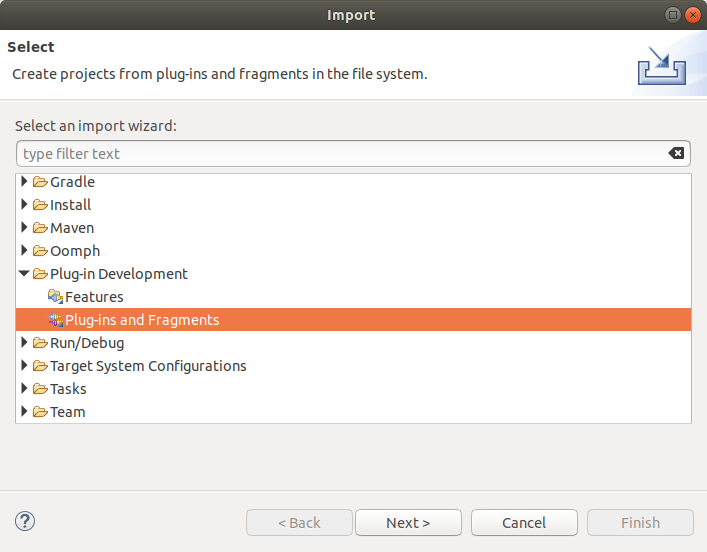 Import
Select
Create projects from plug-ins and fragments in the file system.
Select an import wizard:
type filter text
Gradle
Install
Maven
Oomph
Plug-in Development
Features
Plug-ins and Fragments
Run/Debug
Target System Configurations
Tasks
Team
?
< Back
Next >
Cancel
Finish